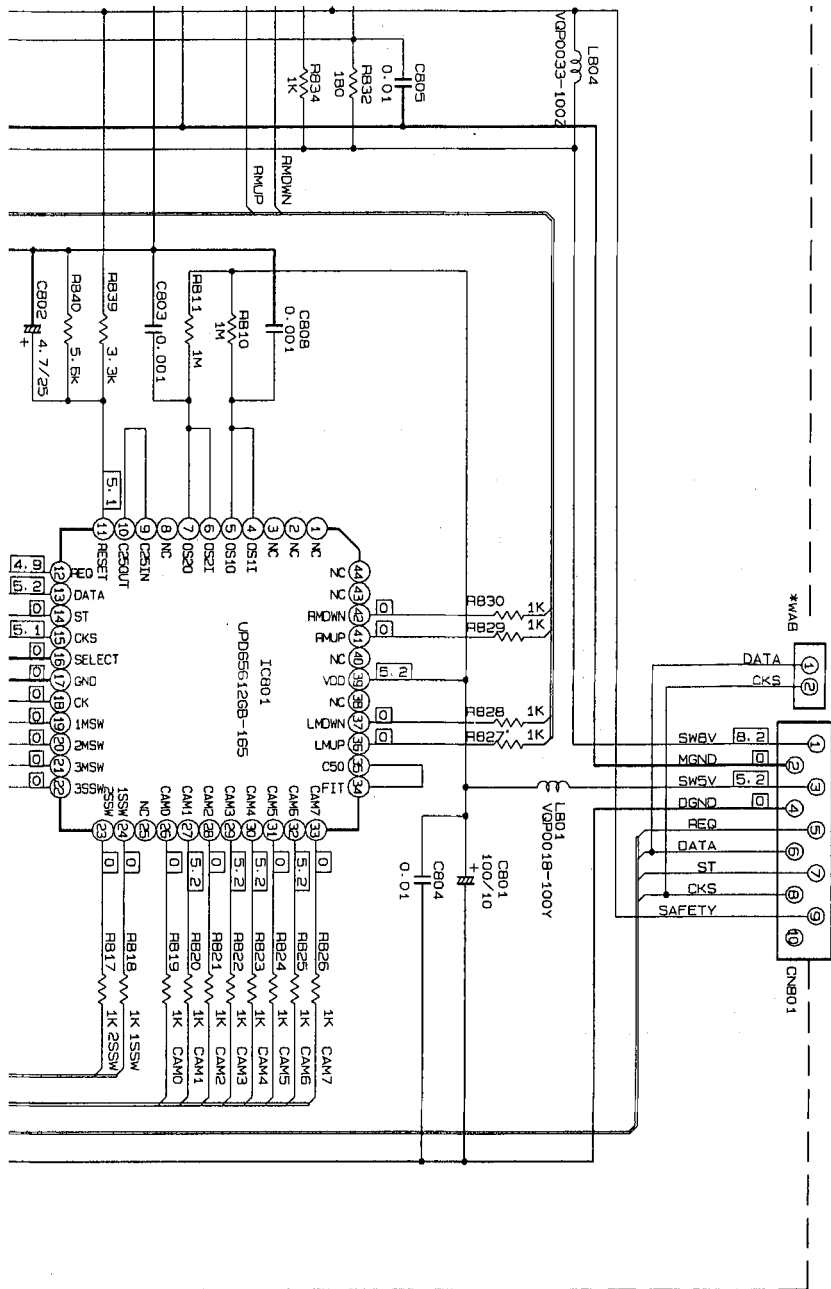 L804
VQP0033-100Z
C805
0.01
R832
180
R834
1K
RMDWN
RMUP
C808
0.001
R810
1M
R811
1M
C803
0.001
R839
3.3k
R840
5.6k
C802
4.7/25
+
5.1
11 10 9 8 7 6 5 4 3 2 1
RESET
C25OUT
C25IN
NC
OS2O
OS2I
OS1O
OS1I
NC
NC
NC
4.9 12 REQ
5.2 13 DATA
0 14 ST
5.1 15 CKS
0 16 SELECT
0 17 GND
0 18 CK
0 19 1MSW
0 20 2MSW
0 21 3MSW
0 22 3SSW
IC801
UPD65612GB-165
NC 44
NC 43
RMDWN 42 0 R830 1K
RMUP 41 0 R829 1K
NC 40
VDD 39 5.2
NC 38
LMDWN 37 0 R828 1K
LMUP 36 0 R827 1K
C50 35
FIT 34
2SSW
1SSW
NC
CAM0
CAM1
CAM2
CAM3
CAM4
CAM5
CAM6
CAM7
23 24 25 26 27 28 29 30 31 32 33
0 0 0 5.2 0 5.2 5.2 0 5.2 0
R817 1K 2SSW
R818 1K 1SSW
R819 1K CAM0
R820 1K CAM1
R821 1K CAM2
R822 1K CAM3
R823 1K CAM4
R824 1K CAM5
R825 1K CAM6
R826 1K CAM7
C804
0.01
C801
100/10
+
L801
VQP0018-100Y
*WAB
DATA 1
CKS 2
SW8V 8.2 1
MGND 0 2
SW5V 5.2 3
DGND 0 4
REQ 5
DATA 6
ST 7
CKS 8
SAFETY 9
10
CN801